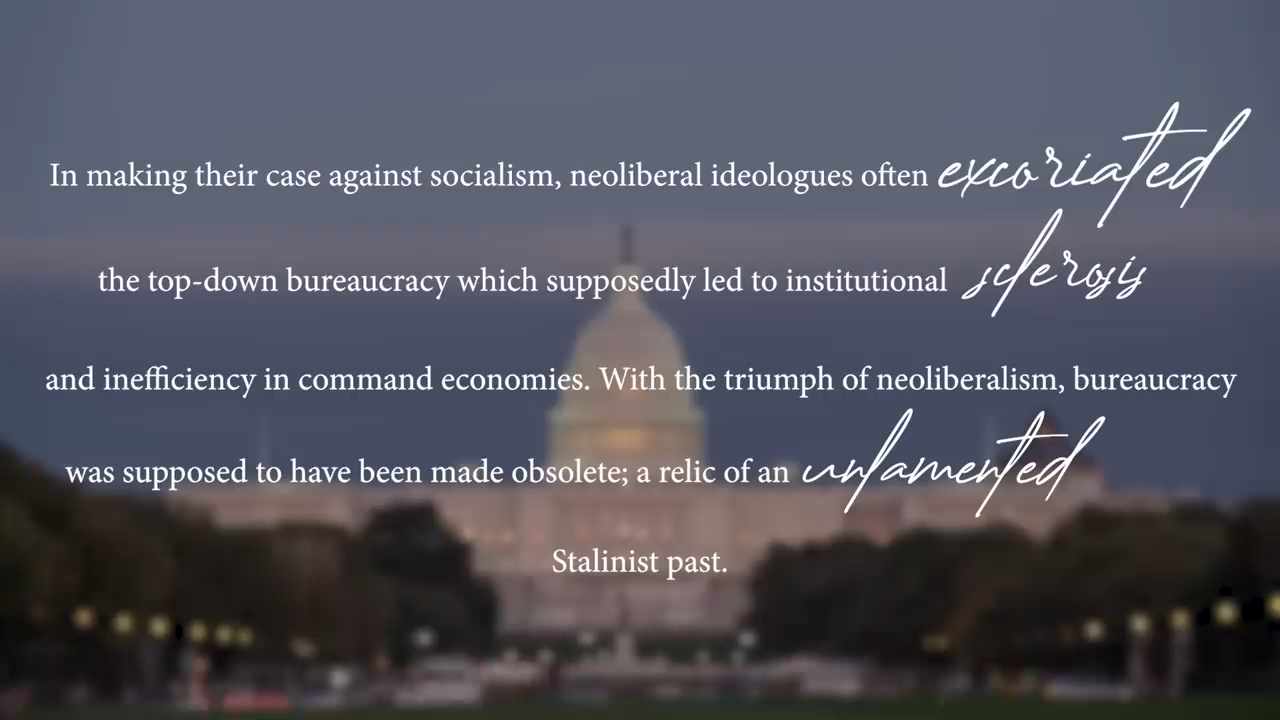 In making their case against socialism, neoliberal ideologues often excoriated
the top-down bureaucracy which supposedly led to institutional sclerosis
and inefficiency in command economies. With the triumph of neoliberalism, bureaucracy
was supposed to have been made obsolete; a relic of an unlamented
Stalinist past.